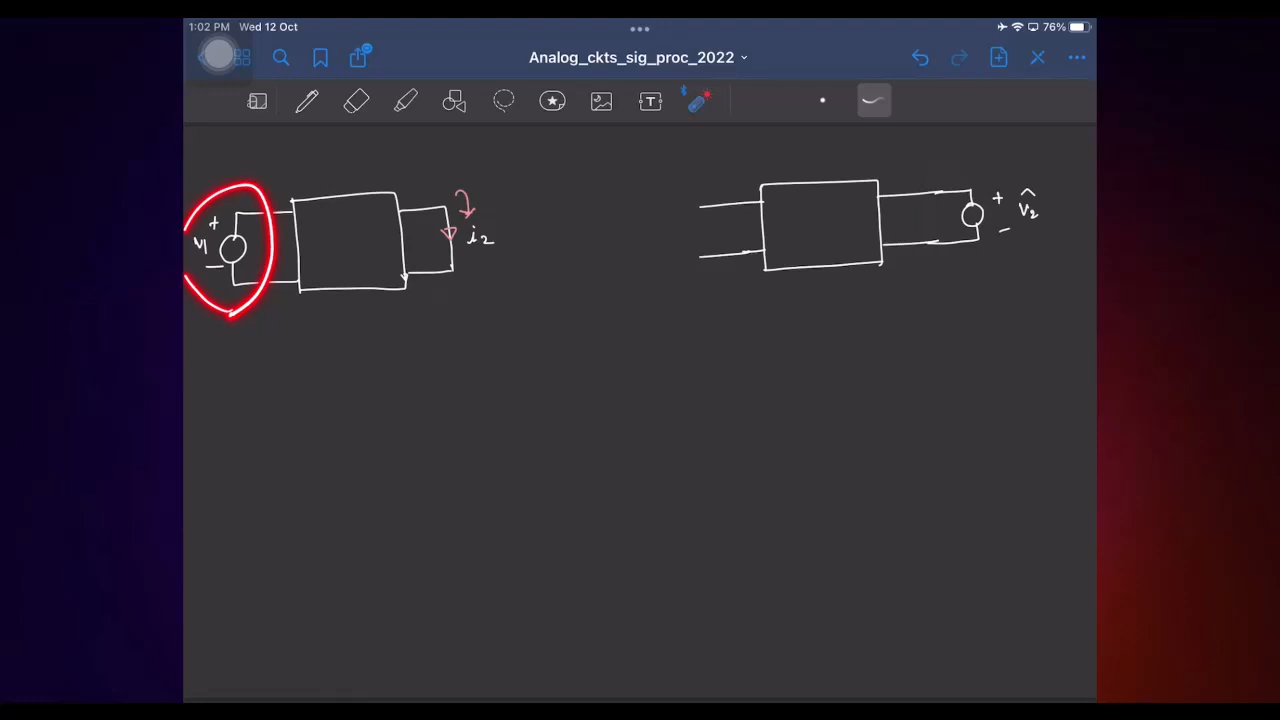 1:02 PM Wed 12 Oct
76%
Analog_ckts_sig_proc_2022
T
+
v1
−
i2
+
v̂2
−